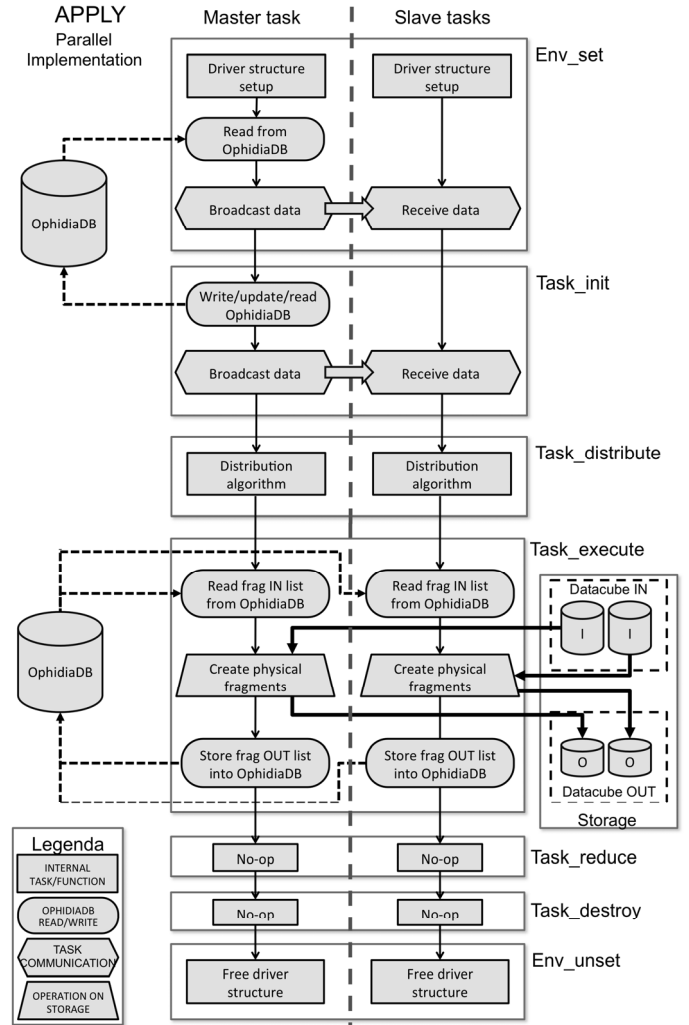 APPLY
Parallel
Implementation
Master task
Slave tasks
Env_set
Driver structure
setup
Driver structure
setup
Read from
OphidiaDB
OphidiaDB
Broadcast data
Receive data
Task_init
Write/update/read
OphidiaDB
Broadcast data
Receive data
Task_distribute
Distribution
algorithm
Distribution
algorithm
Task_execute
Read frag IN list
from OphidiaDB
Read frag IN list
from OphidiaDB
Datacube IN
I
I
OphidiaDB
Create physical
fragments
Create physical
fragments
Store frag OUT list
into OphidiaDB
Store frag OUT list
into OphidiaDB
O
O
Datacube OUT
Storage
Legenda
INTERNAL
TASK/FUNCTION
OPHIDIADB
READ/WRITE
TASK
COMMUNICATION
OPERATION ON
STORAGE
No-op
No-op
Task_reduce
No-op
No-op
Task_destroy
Free driver
structure
Free driver
structure
Env_unset